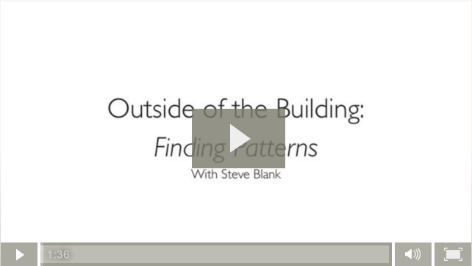 Outside of the Building:
Finding Patterns
With Steve Blank
1:36